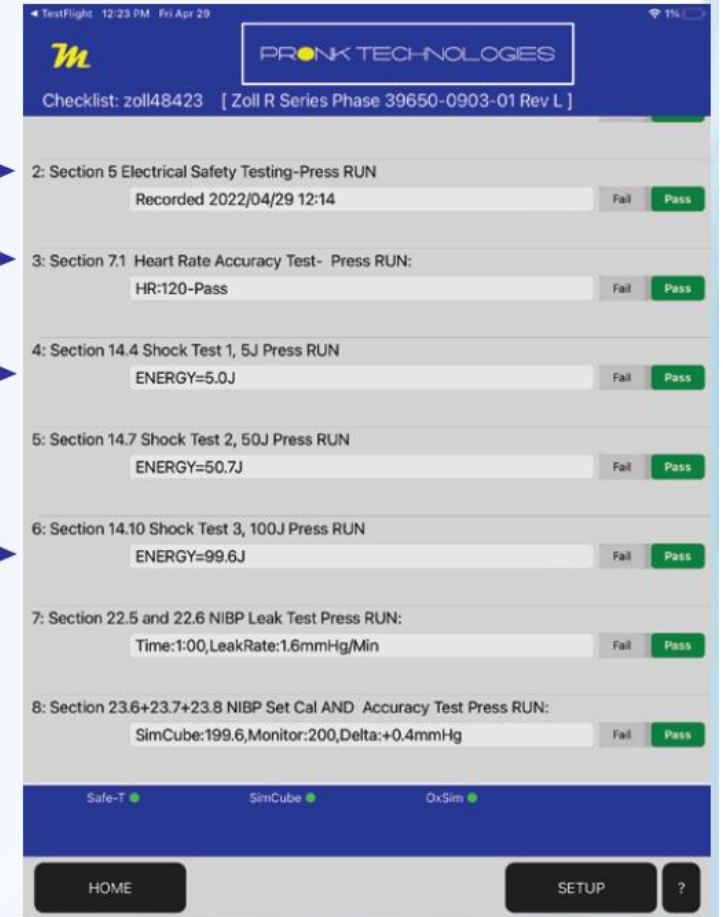 ◀ TestFlight 12:23 PM Fri Apr 29 1%
m
PRONK TECHNOLOGIES
Checklist: zoll48423 [ Zoll R Series Phase 39650-0903-01 Rev L ]
2: Section 5 Electrical Safety Testing-Press RUN
Recorded 2022/04/29 12:14 Fail Pass
3: Section 7.1 Heart Rate Accuracy Test- Press RUN:
HR:120-Pass Fail Pass
4: Section 14.4 Shock Test 1, 5J Press RUN
ENERGY=5.0J Fail Pass
5: Section 14.7 Shock Test 2, 50J Press RUN
ENERGY=50.7J Fail Pass
6: Section 14.10 Shock Test 3, 100J Press RUN
ENERGY=99.6J Fail Pass
7: Section 22.5 and 22.6 NIBP Leak Test Press RUN:
Time:1:00,LeakRate:1.6mmHg/Min Fail Pass
8: Section 23.6+23.7+23.8 NIBP Set Cal AND Accuracy Test Press RUN:
SimCube:199.6,Monitor:200,Delta:+0.4mmHg Fail Pass
Safe-T SimCube OxSim
HOME SETUP ?